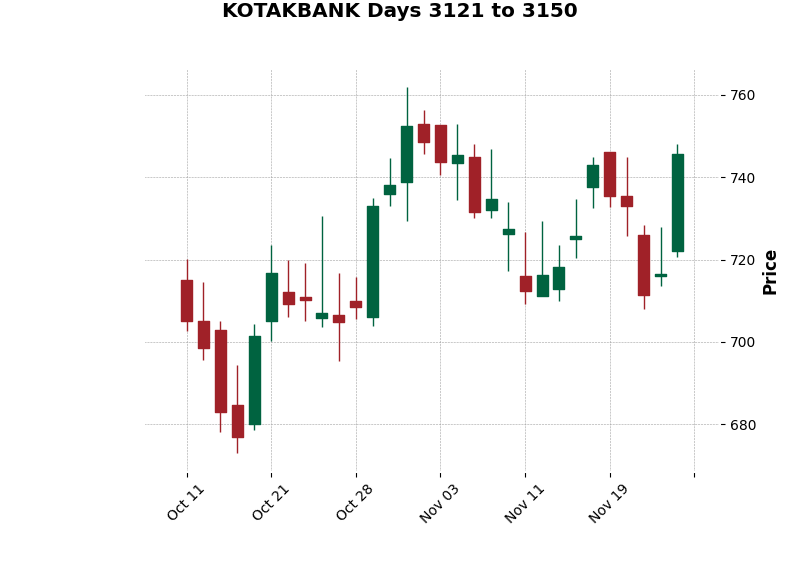 KOTAKBANK Days 3121 to 3150
760
740
720
700
680
Price
Oct 11
Oct 21
Oct 28
Nov 03
Nov 11
Nov 19